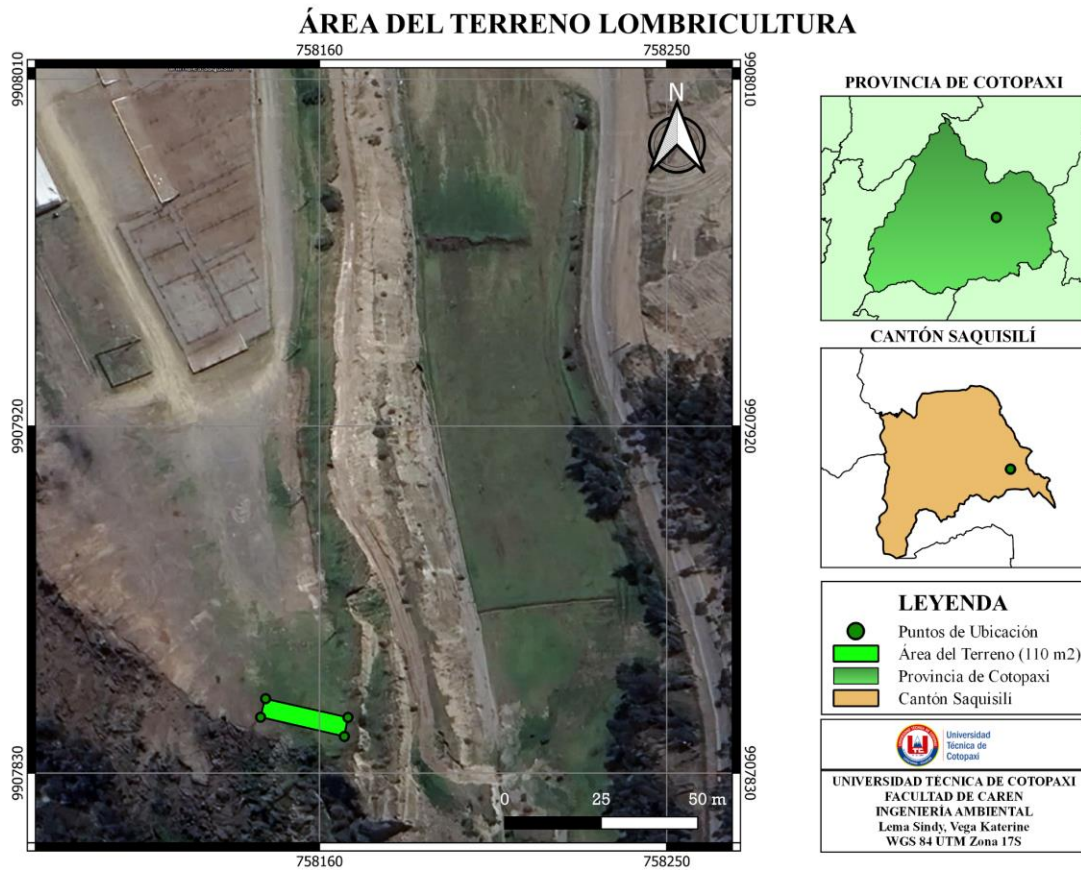 ÁREA DEL TERRENO LOMBRICULTURA
758160
758250
9908010
9908010
9907920
9907920
9907830
9907830
N
0
25
50 m
758160
758250
PROVINCIA DE COTOPAXI
CANTÓN SAQUISILÍ
LEYENDA
Puntos de Ubicación
Área del Terreno (110 m2)
Provincia de Cotopaxi
Cantón Saquisilí
Universidad
Técnica de
Cotopaxi
UNIVERSIDAD TÉCNICA DE COTOPAXI
FACULTAD DE CAREN
INGENIERÍA AMBIENTAL
Lema Sindy, Vega Katerine
WGS 84 UTM Zona 17S